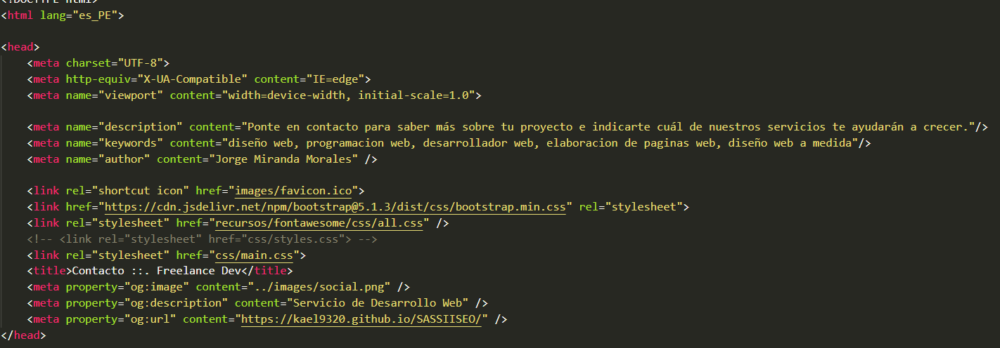 <!DOCTYPE html>
<html lang="es_PE">
<head>
<meta charset="UTF-8">
<meta http-equiv="X-UA-Compatible" content="IE=edge">
<meta name="viewport" content="width=device-width, initial-scale=1.0">
<meta name="description" content="Ponte en contacto para saber más sobre tu proyecto e indicarte cuál de nuestros servicios te ayudarán a crecer."/>
<meta name="keywords" content="diseño web, programacion web, desarrollador web, elaboracion de paginas web, diseño web a medida"/>
<meta name="author" content="Jorge Miranda Morales" />
<link rel="shortcut icon" href="images/favicon.ico">
<link href="https://cdn.jsdelivr.net/npm/bootstrap@5.1.3/dist/css/bootstrap.min.css" rel="stylesheet">
<link rel="stylesheet" href="recursos/fontawesome/css/all.css" />
<!-- <link rel="stylesheet" href="css/styles.css"> -->
<link rel="stylesheet" href="css/main.css">
<title>Contacto ::. Freelance Dev</title>
<meta property="og:image" content="../images/social.png" />
<meta property="og:description" content="Servicio de Desarrollo Web" />
<meta property="og:url" content="https://kael9320.github.io/SASSIISEO/" />
</head>